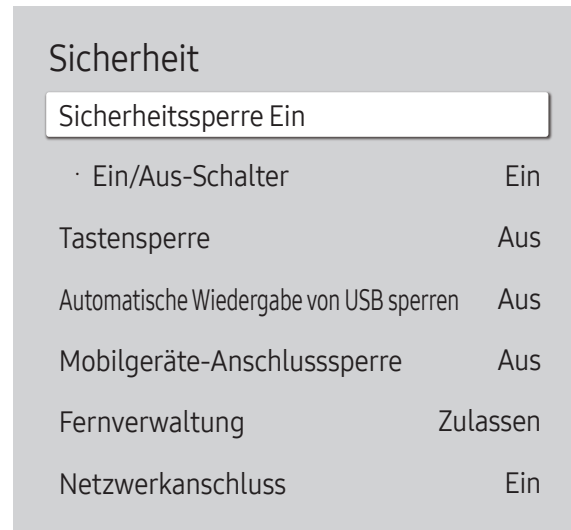 Sicherheit
Sicherheitssperre Ein
· Ein/Aus-Schalter Ein
Tastensperre Aus
Automatische Wiedergabe von USB sperren Aus
Mobilgeräte-Anschlusssperre Aus
Fernverwaltung Zulassen
Netzwerkanschluss Ein